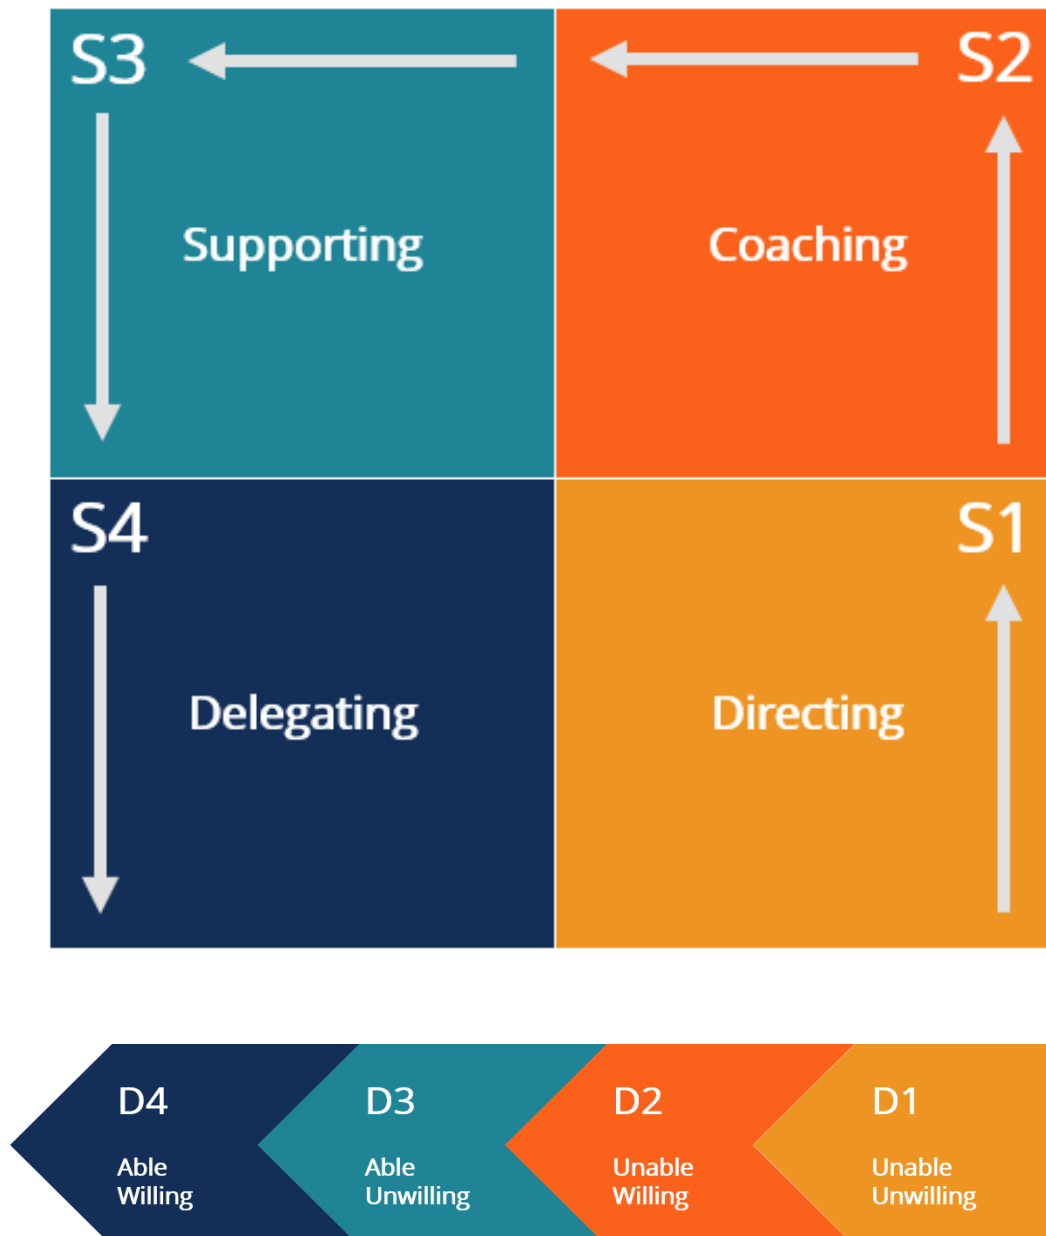 S3
S2
Supporting
Coaching
S4
S1
Delegating
Directing
D4
Able
Willing
D3
Able
Unwilling
D2
Unable
Willing
D1
Unable
Unwilling